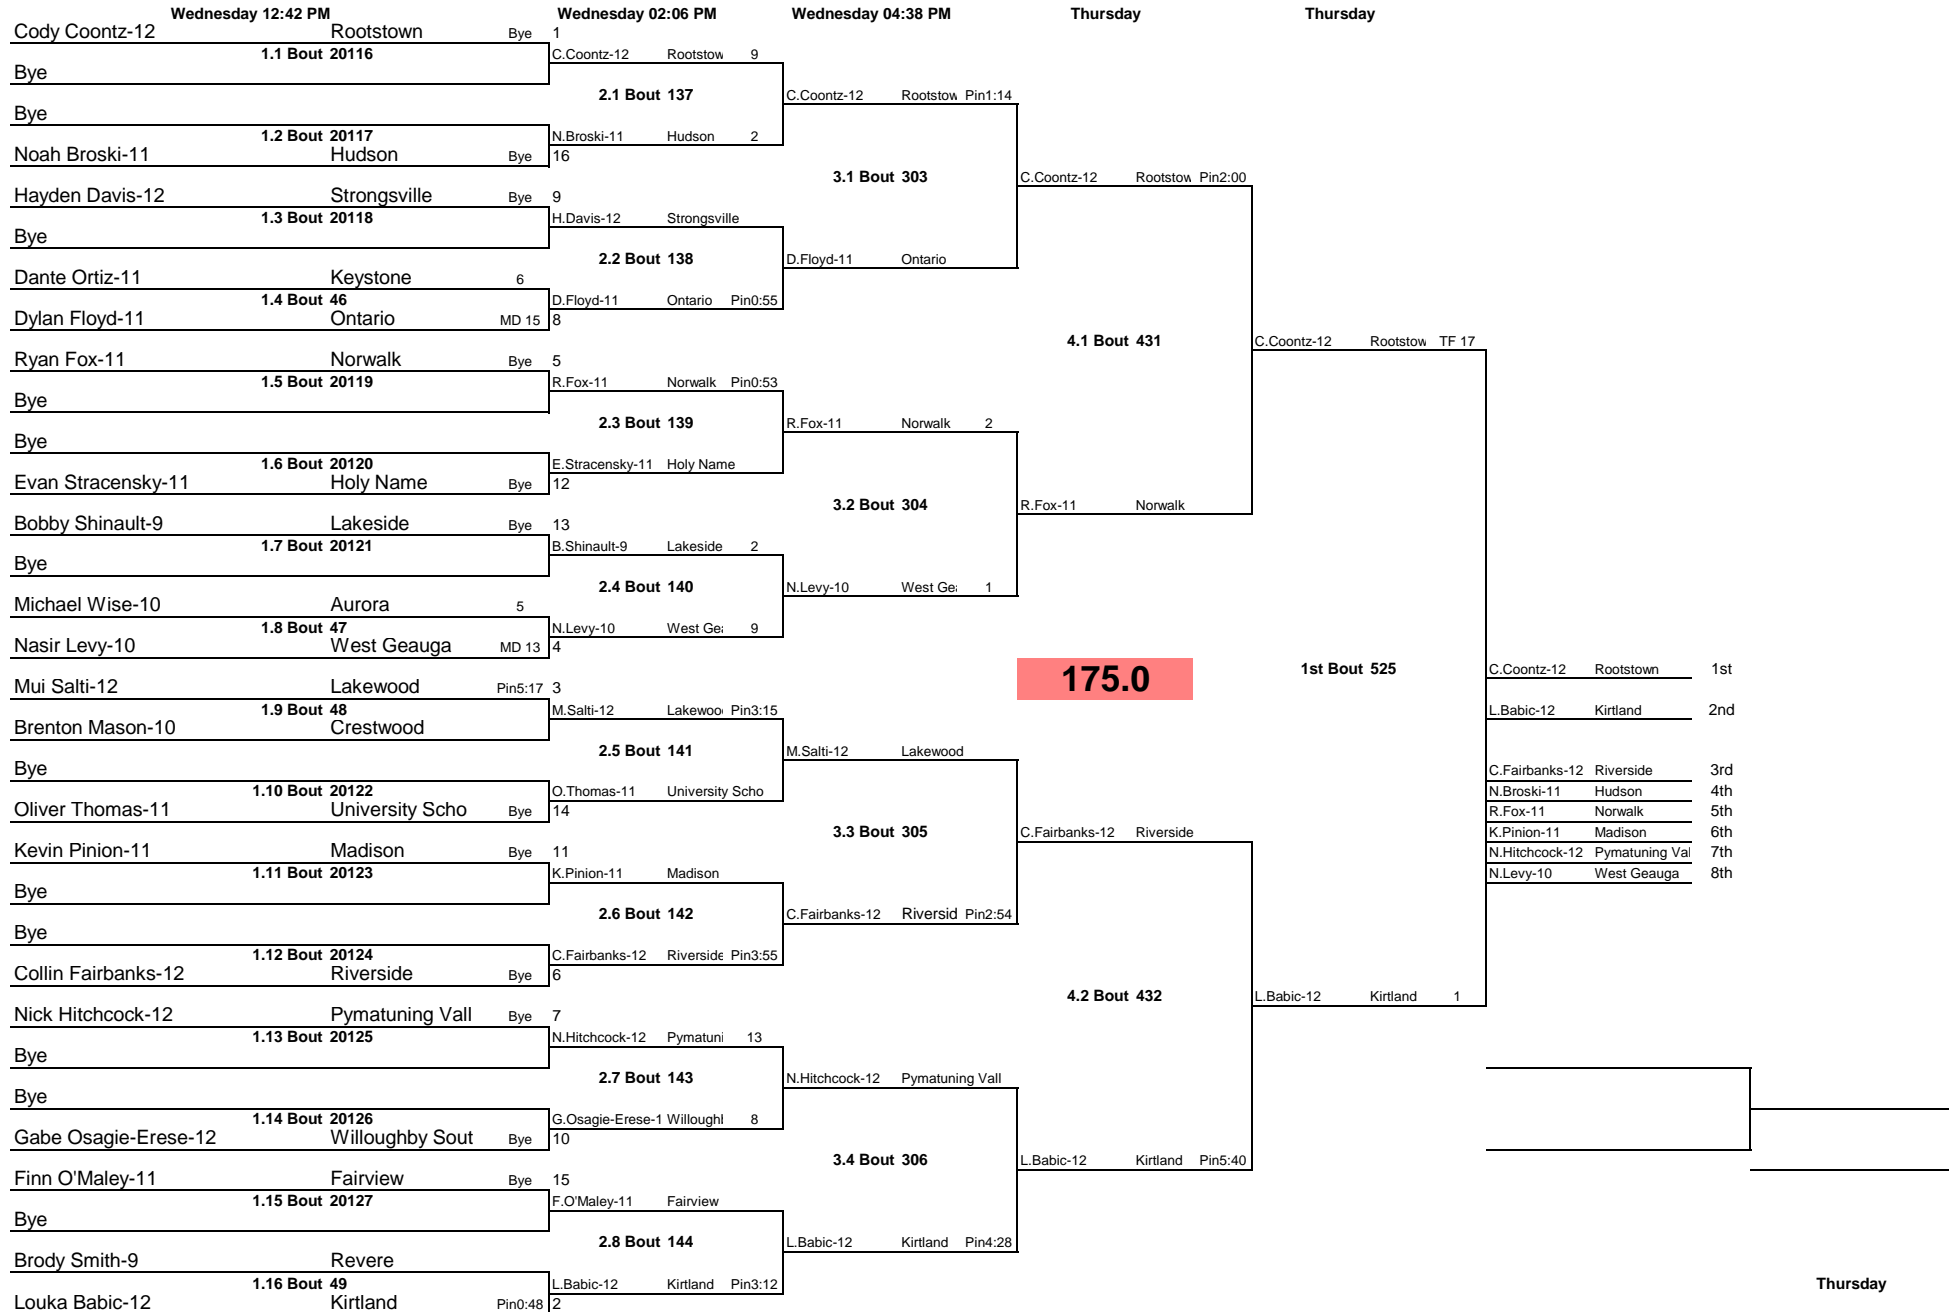 Wednesday 12:42 PM Wednesday 02:06 PM Wednesday 04:38 PM Thursday Thursday
Cody Coontz-12 Rootstown Bye 1
1.1 Bout 20116 C.Coontz-12 Rootstow 9
Bye
2.1 Bout 137 C.Coontz-12 Rootstow Pin1:14
Bye
1.2 Bout 20117 N.Broski-11 Hudson 2
Noah Broski-11 Hudson Bye 16
3.1 Bout 303 C.Coontz-12 Rootstow Pin2:00
Hayden Davis-12 Strongsville Bye 9
1.3 Bout 20118 H.Davis-12 Strongsville
Bye
2.2 Bout 138 D.Floyd-11 Ontario
Dante Ortiz-11 Keystone 6
1.4 Bout 46 D.Floyd-11 Ontario Pin0:55
Dylan Floyd-11 Ontario MD 15 8
4.1 Bout 431 C.Coontz-12 Rootstow TF 17
Ryan Fox-11 Norwalk Bye 5
1.5 Bout 20119 R.Fox-11 Norwalk Pin0:53
Bye
2.3 Bout 139 R.Fox-11 Norwalk 2
Bye
1.6 Bout 20120 E.Stracensky-11 Holy Name
Evan Stracensky-11 Holy Name Bye 12
3.2 Bout 304 R.Fox-11 Norwalk
Bobby Shinault-9 Lakeside Bye 13
1.7 Bout 20121 B.Shinault-9 Lakeside 2
Bye
2.4 Bout 140 N.Levy-10 West Ge 1
Michael Wise-10 Aurora 5
1.8 Bout 47 N.Levy-10 West Ge 9
Nasir Levy-10 West Geauga MD 13 4
175.0 1st Bout 525 C.Coontz-12 Rootstown 1st
Mui Salti-12 Lakewood Pin5:17 3
1.9 Bout 48 M.Salti-12 Lakewoo Pin3:15 L.Babic-12 Kirtland 2nd
Brenton Mason-10 Crestwood
2.5 Bout 141 M.Salti-12 Lakewood
Bye C.Fairbanks-12 Riverside 3rd
1.10 Bout 20122 O.Thomas-11 University Scho N.Broski-11 Hudson 4th
Oliver Thomas-11 University Scho Bye 14 R.Fox-11 Norwalk 5th
3.3 Bout 305 C.Fairbanks-12 Riverside K.Pinion-11 Madison 6th
Kevin Pinion-11 Madison Bye 11 N.Hitchcock-12 Pymatuning Val 7th
1.11 Bout 20123 K.Pinion-11 Madison N.Levy-10 West Geauga 8th
Bye
2.6 Bout 142 C.Fairbanks-12 Riversid Pin2:54
Bye
1.12 Bout 20124 C.Fairbanks-12 Riverside Pin3:55
Collin Fairbanks-12 Riverside Bye 6
4.2 Bout 432 L.Babic-12 Kirtland 1
Nick Hitchcock-12 Pymatuning Vall Bye 7
1.13 Bout 20125 N.Hitchcock-12 Pymatuni 13
Bye
2.7 Bout 143 N.Hitchcock-12 Pymatuning Vall
Bye
1.14 Bout 20126 G.Osagie-Erese-1 Willough 8
Gabe Osagie-Erese-12 Willoughby Sout Bye 10
3.4 Bout 306 L.Babic-12 Kirtland Pin5:40
Finn O'Maley-11 Fairview Bye 15
1.15 Bout 20127 F.O'Maley-11 Fairview
Bye
2.8 Bout 144 L.Babic-12 Kirtland Pin4:28
Brody Smith-9 Revere
1.16 Bout 49 L.Babic-12 Kirtland Pin3:12 Thursday
Louka Babic-12 Kirtland Pin0:48 2